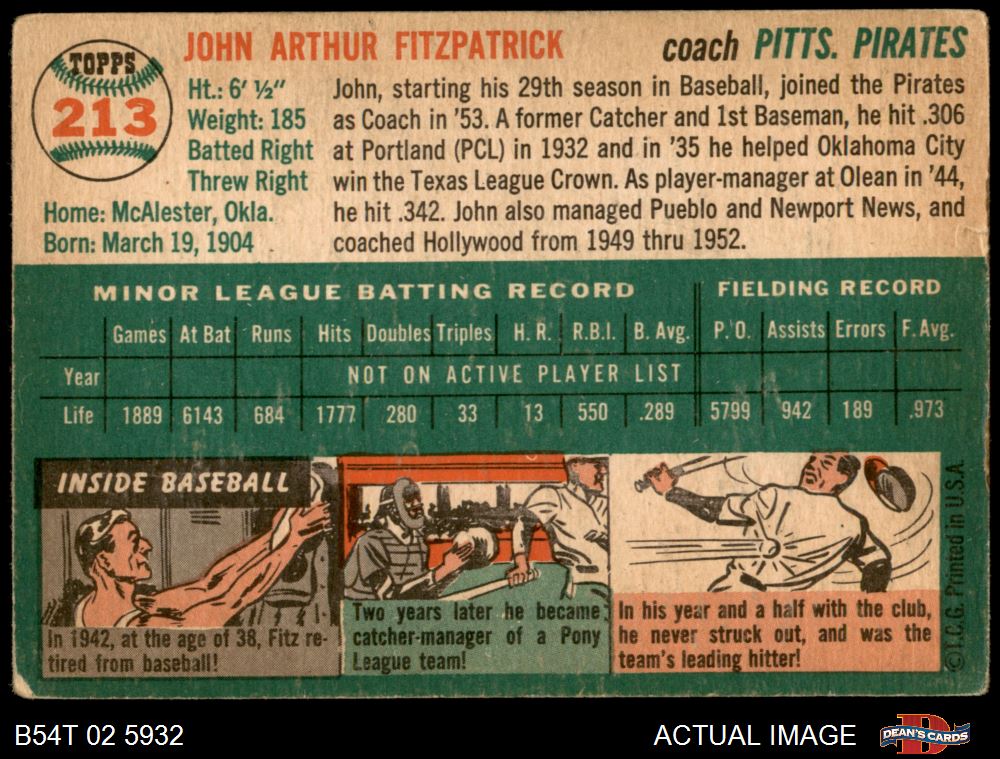 TOPPS
213
JOHN ARTHUR FITZPATRICK
coach PITTS. PIRATES
Ht.: 6' ½"
Weight: 185
Batted Right
Threw Right
Home: McAlester, Okla.
Born: March 19, 1904
John, starting his 29th season in Baseball, joined the Pirates
as Coach in '53. A former Catcher and 1st Baseman, he hit .306
at Portland (PCL) in 1932 and in '35 he helped Oklahoma City
win the Texas League Crown. As player-manager at Olean in '44,
he hit .342. John also managed Pueblo and Newport News, and
coached Hollywood from 1949 thru 1952.
MINOR LEAGUE BATTING RECORD FIELDING RECORD
Games At Bat Runs Hits Doubles Triples H. R. R.B.I. B. Avg. P. O. Assists Errors F. Avg.
Year NOT ON ACTIVE PLAYER LIST
Life 1889 6143 684 1777 280 33 13 550 .289 5799 942 189 .973
INSIDE BASEBALL
In 1942, at the age of 38, Fitz re-
tired from baseball!
Two years later he became
catcher-manager of a Pony
League team!
In his year and a half with the club,
he never struck out, and was the
team's leading hitter!
©T.C.G. Printed in U.S.A.
B54T 02 5932
ACTUAL IMAGE
D
DEAN'S CARDS